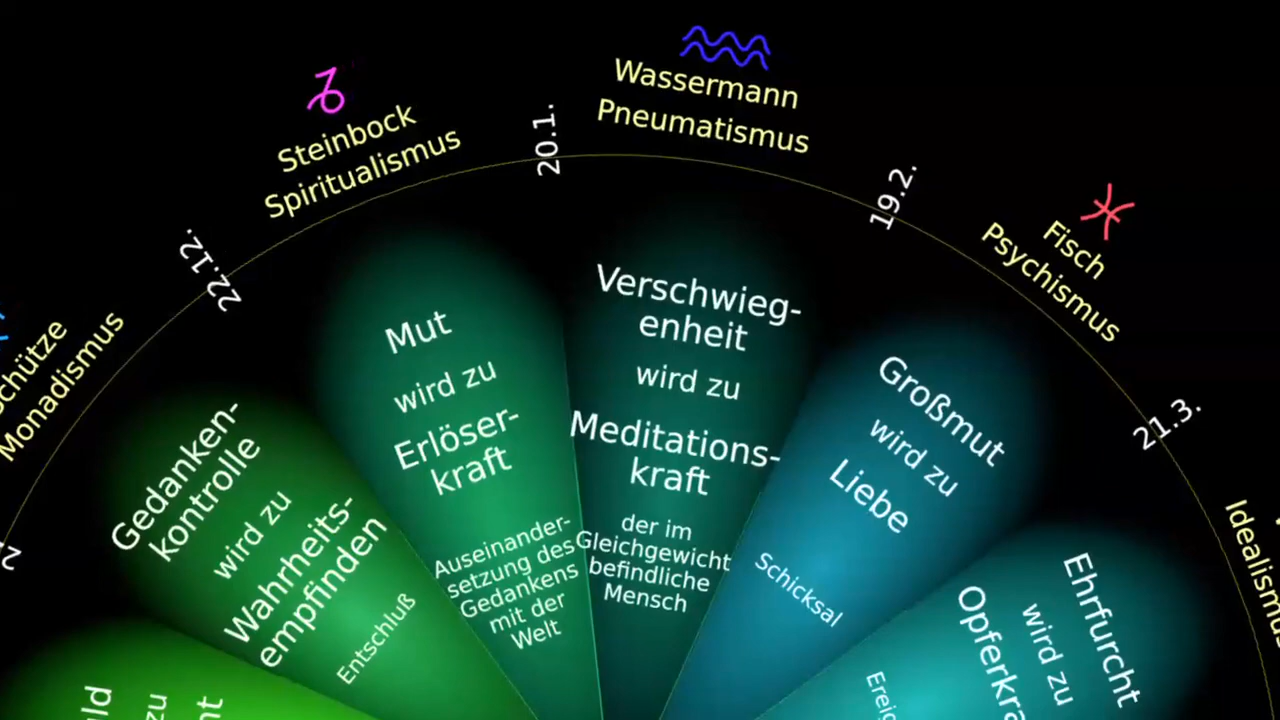 Schütze
Monadismus
22.12.
Steinbock
Spiritualismus
20.1.
Wassermann
Pneumatismus
19.2.
Fisch
Psychismus
21.3.
Idealismus
Gedanken-
kontrolle
wird zu
Wahrheits-
empfinden
Entschluß
Mut
wird zu
Erlöser-
kraft
Auseinander-
setzung des
Gedankens
mit der
Welt
Verschwieg-
enheit
wird zu
Meditations-
kraft
der im
Gleichgewicht
befindliche
Mensch
Großmut
wird zu
Liebe
Schicksal
Ehrfurcht
wird zu